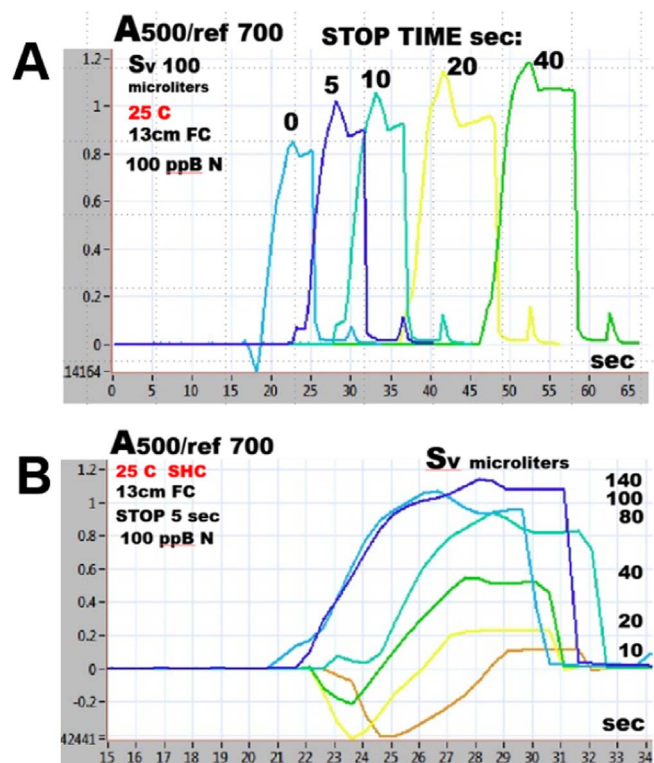 A
A500/ref 700
STOP TIME sec:
Sv 100
microliters
25 C
13cm FC
100 ppB N
0
5
10
20
40
1.2
1
0.8
0.6
0.4
0.2
0
14164
0 5 10 15 20 25 30 35 40 45 50 55 60 65
sec
B
A500/ref 700
25 C SHC
13cm FC
STOP 5 sec
100 ppB N
Sv microliters
140
100
80
40
20
10
1.2
1
0.8
0.6
0.4
0.2
0
-0.2
42441
sec
15 16 17 18 19 20 21 22 23 24 25 26 27 28 29 30 31 32 33 34